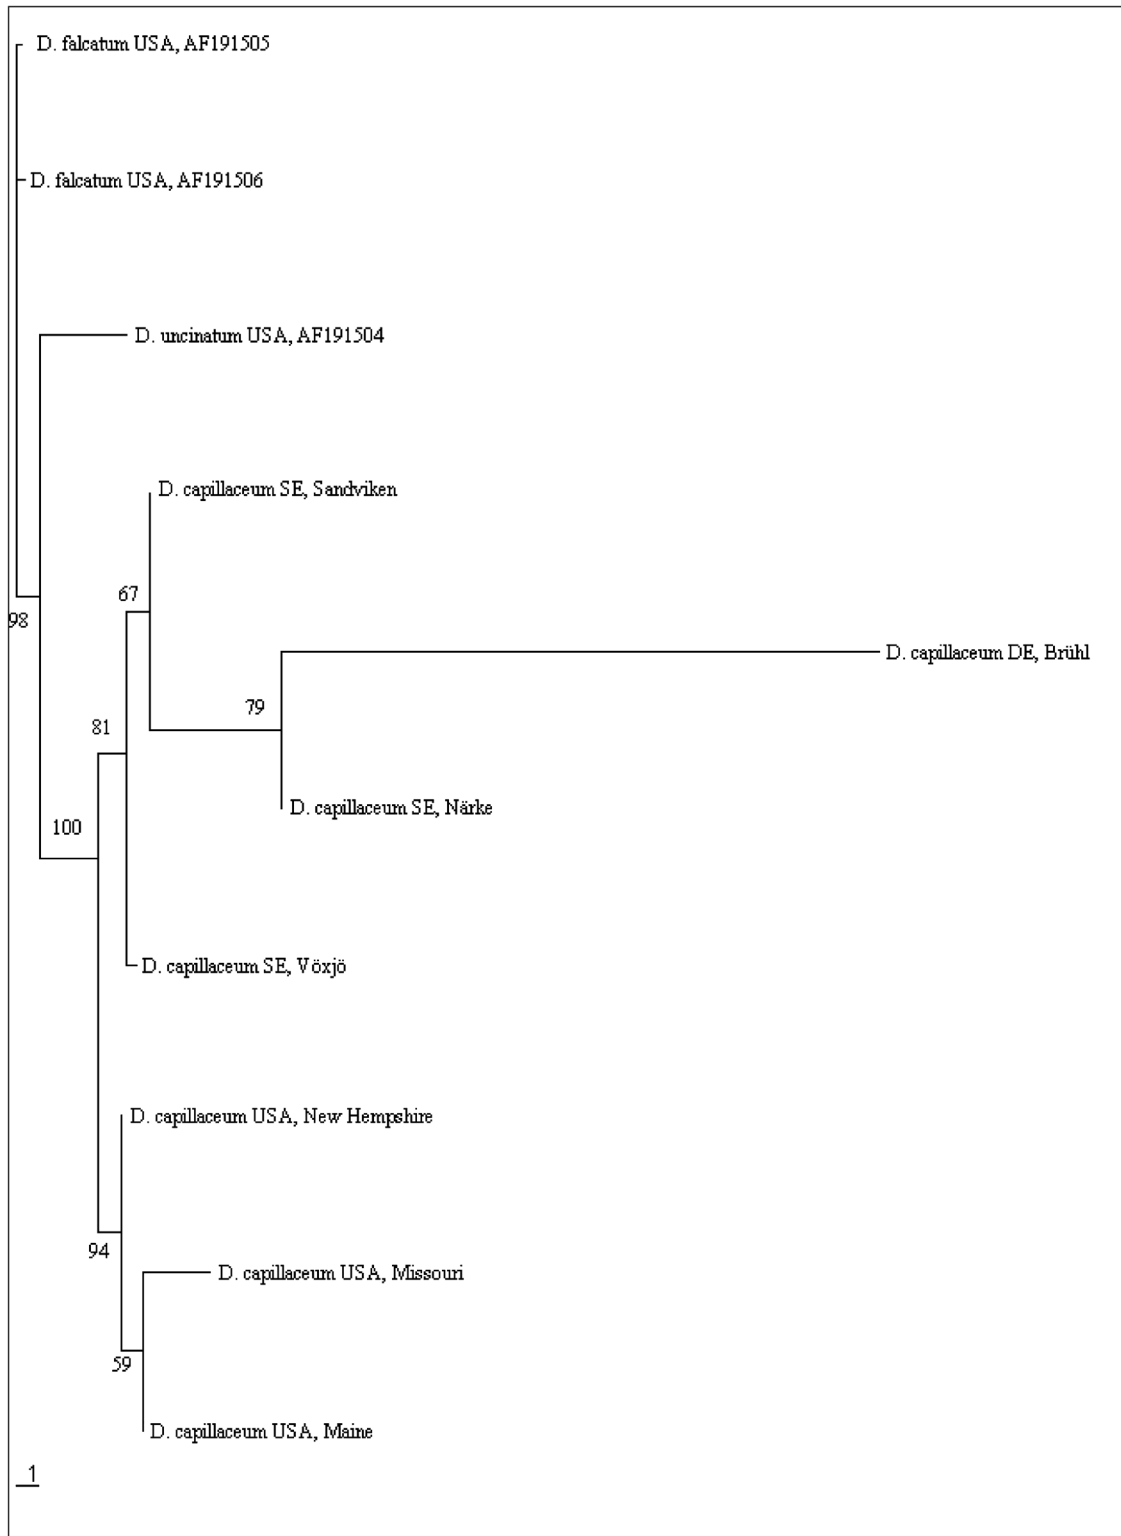 D. falcatum USA, AF191505
D. falcatum USA, AF191506
D. uncinatum USA, AF191504
D. capillaceum SE, Sandviken
67
98
D. capillaceum DE, Brühl
79
81
D. capillaceum SE, Närke
100
D. capillaceum SE, Vöxjö
D. capillaceum USA, New Hempshire
94
D. capillaceum USA, Missouri
59
D. capillaceum USA, Maine
1